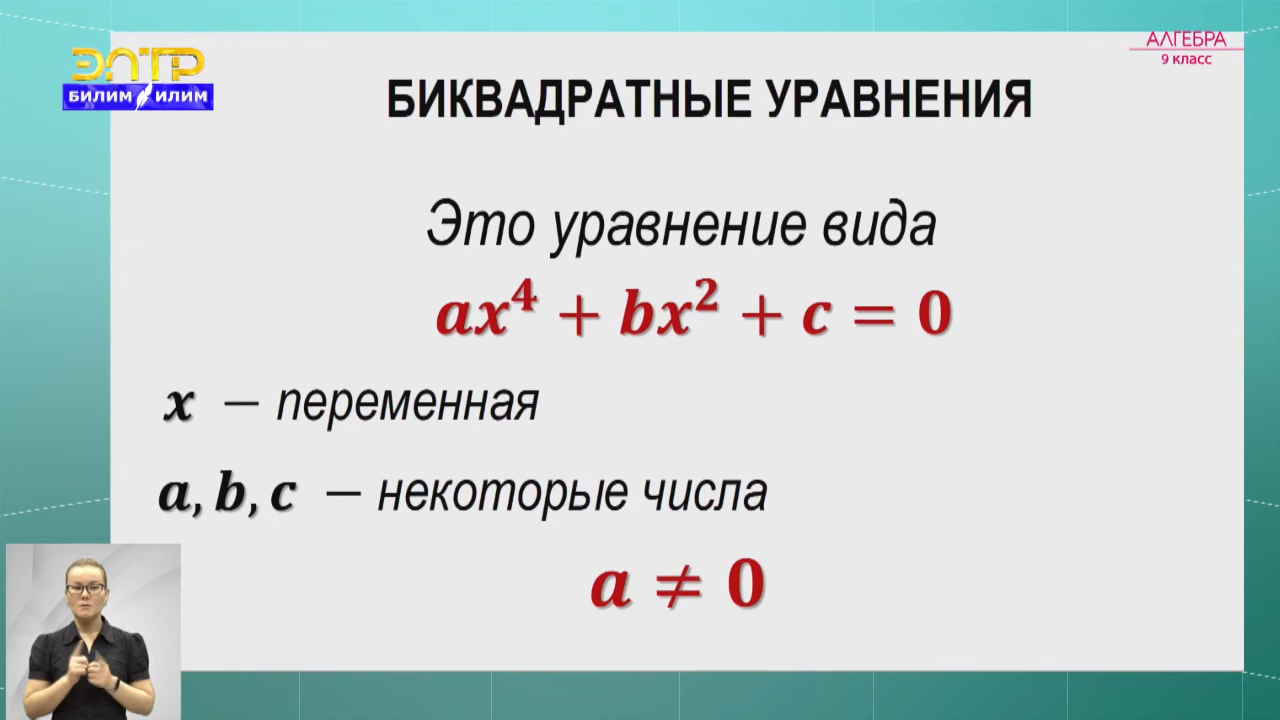 ЭЛТР
БИЛИМ ИЛИМ
АЛГЕБРА
9 класс
БИКВАДРАТНЫЕ УРАВНЕНИЯ
Это уравнение вида
ax⁴ + bx² + c = 0
x – переменная
a, b, c – некоторые числа
a ≠ 0